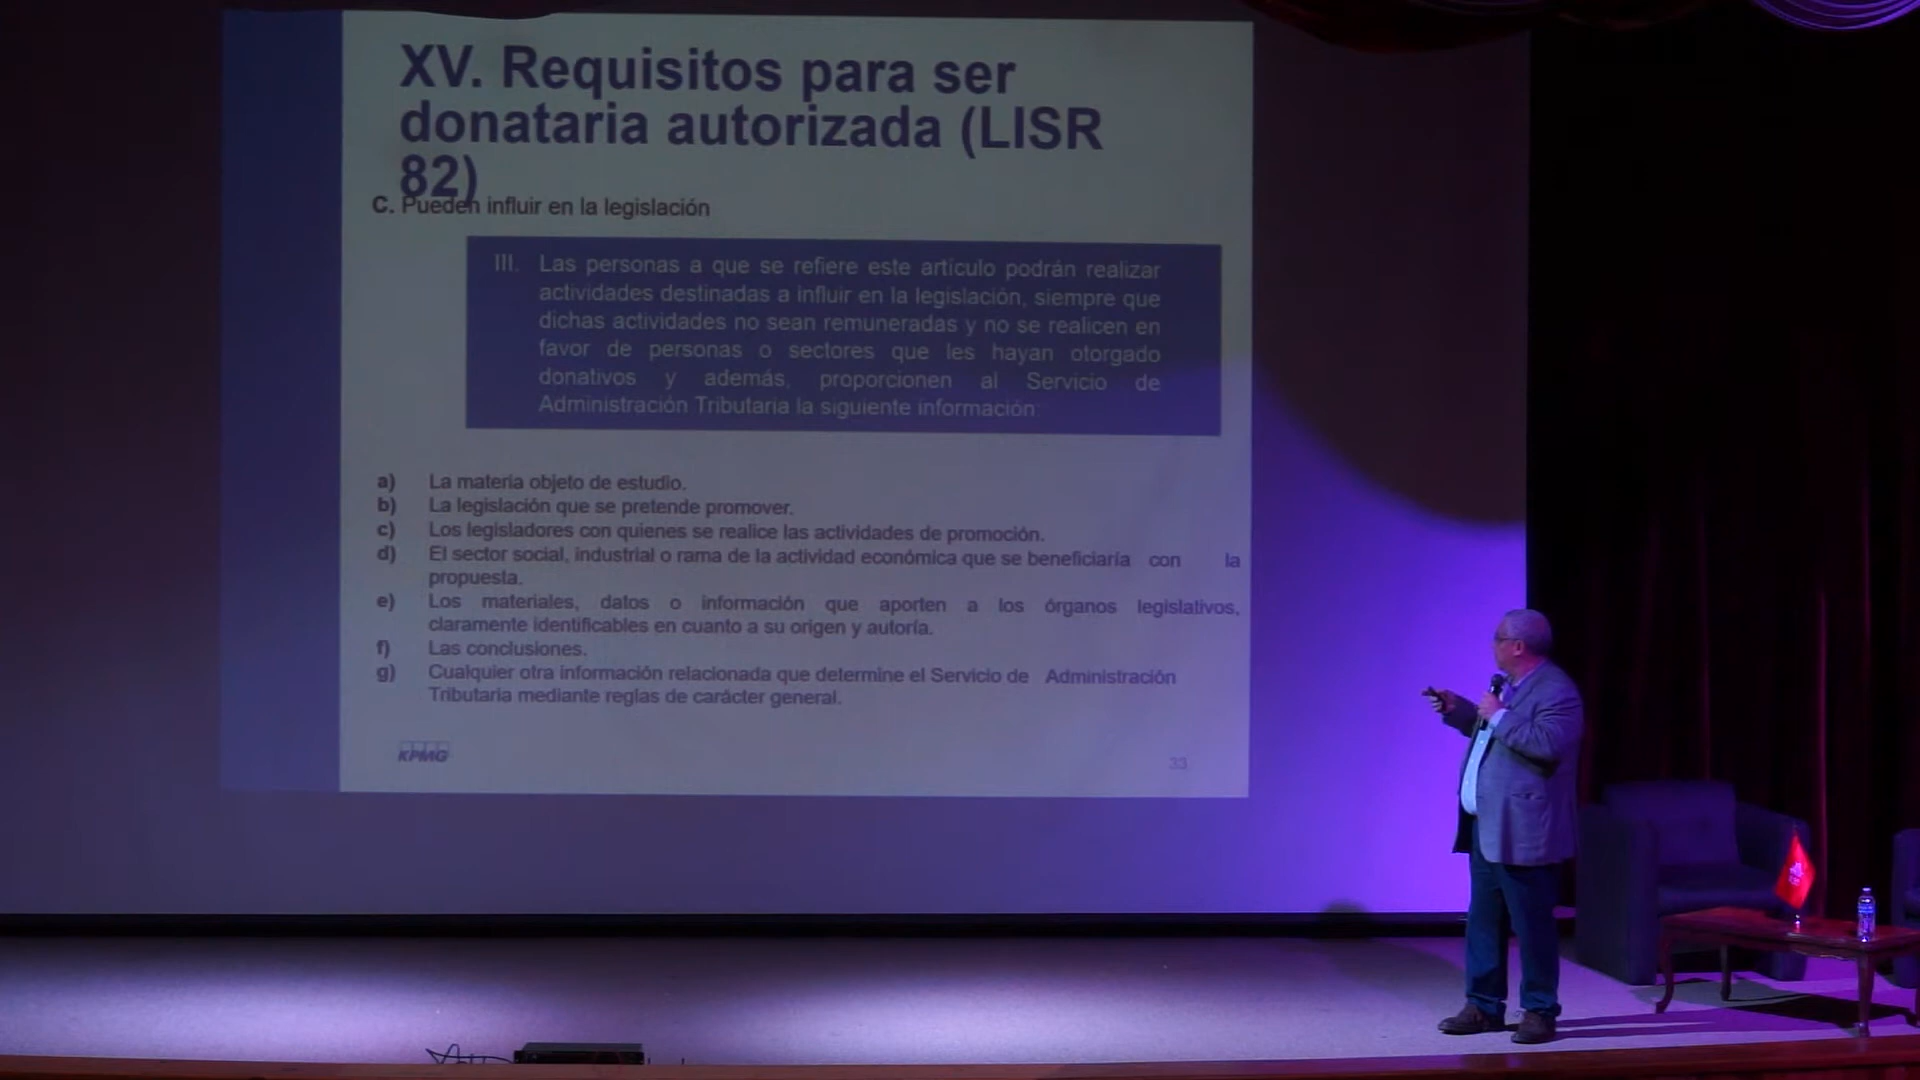 XV. Requisitos para ser
donataria autorizada (LISR
82)
C. Pueden influir en la legislación
III. Las personas a que se refiere este artículo podrán realizar
actividades destinadas a influir en la legislación, siempre que
dichas actividades no sean remuneradas y no se realicen en
favor de personas o sectores que les hayan otorgado
donativos y además, proporcionen al Servicio de
Administración Tributaria la siguiente información:
a) La materia objeto de estudio.
b) La legislación que se pretende promover.
c) Los legisladores con quienes se realice las actividades de promoción.
d) El sector social, industrial o rama de la actividad económica que se beneficiaría con la
propuesta.
e) Los materiales, datos o información que aporten a los órganos legislativos,
claramente identificables en cuanto a su origen y autoría.
f) Las conclusiones.
g) Cualquier otra información relacionada que determine el Servicio de Administración
Tributaria mediante reglas de carácter general.
KPMG
33